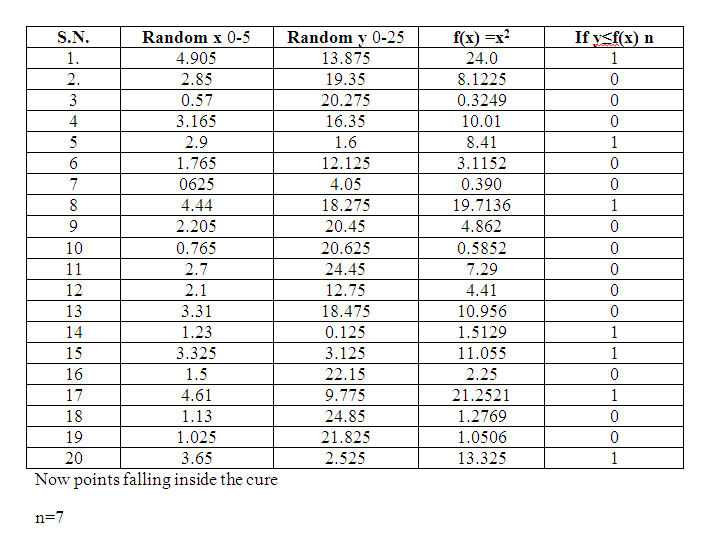 S.N. Random x 0-5 Random y 0-25 f(x) =x² If y≤f(x) n
1. 4.905 13.875 24.0 1
2. 2.85 19.35 8.1225 0
3 0.57 20.275 0.3249 0
4 3.165 16.35 10.01 0
5 2.9 1.6 8.41 1
6 1.765 12.125 3.1152 0
7 0625 4.05 0.390 0
8 4.44 18.275 19.7136 1
9 2.205 20.45 4.862 0
10 0.765 20.625 0.5852 0
11 2.7 24.45 7.29 0
12 2.1 12.75 4.41 0
13 3.31 18.475 10.956 0
14 1.23 0.125 1.5129 1
15 3.325 3.125 11.055 1
16 1.5 22.15 2.25 0
17 4.61 9.775 21.2521 1
18 1.13 24.85 1.2769 0
19 1.025 21.825 1.0506 0
20 3.65 2.525 13.325 1
Now points falling inside the cure
n=7